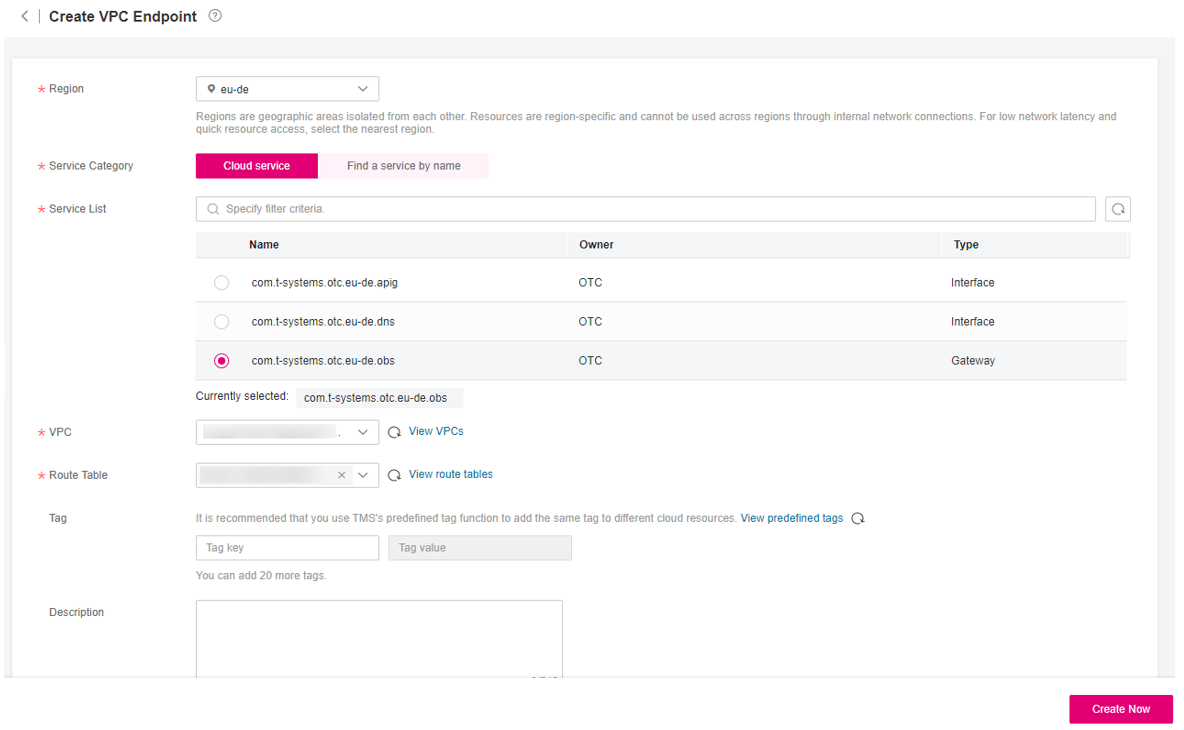 Create VPC Endpoint
* Region
eu-de
Regions are geographic areas isolated from each other. Resources are region-specific and cannot be used across regions through internal network connections. For low network latency and
quick resource access, select the nearest region.
* Service Category
Cloud service
Find a service by name
* Service List
Specify filter criteria.
Name Owner Type
com.t-systems.otc.eu-de.apig OTC Interface
com.t-systems.otc.eu-de.dns OTC Interface
com.t-systems.otc.eu-de.obs OTC Gateway
Currently selected: com.t-systems.otc.eu-de.obs
* VPC
View VPCs
* Route Table
View route tables
Tag
It is recommended that you use TMS's predefined tag function to add the same tag to different cloud resources. View predefined tags
Tag key
Tag value
You can add 20 more tags.
Description
Create Now